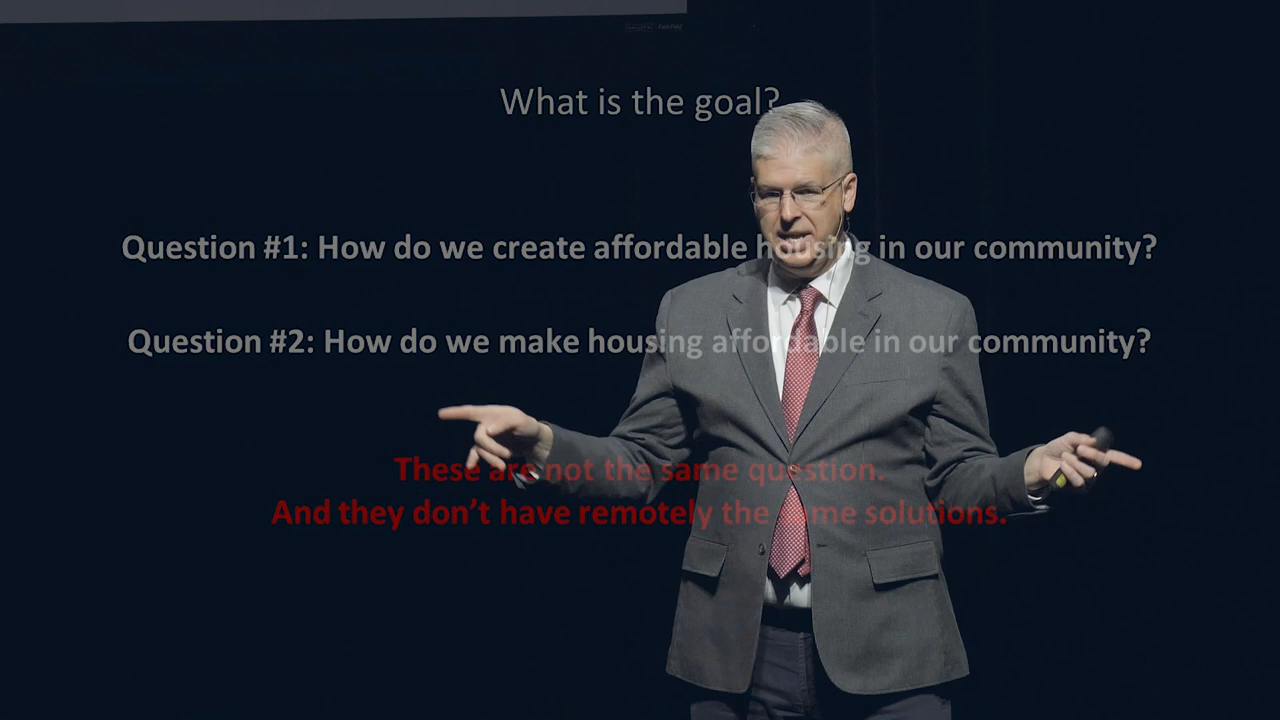 What is the goal?
Question #1: How do we create affordable housing in our community?
Question #2: How do we make housing affordable in our community?
These are not the same question.
And they don't have remotely the same solutions.